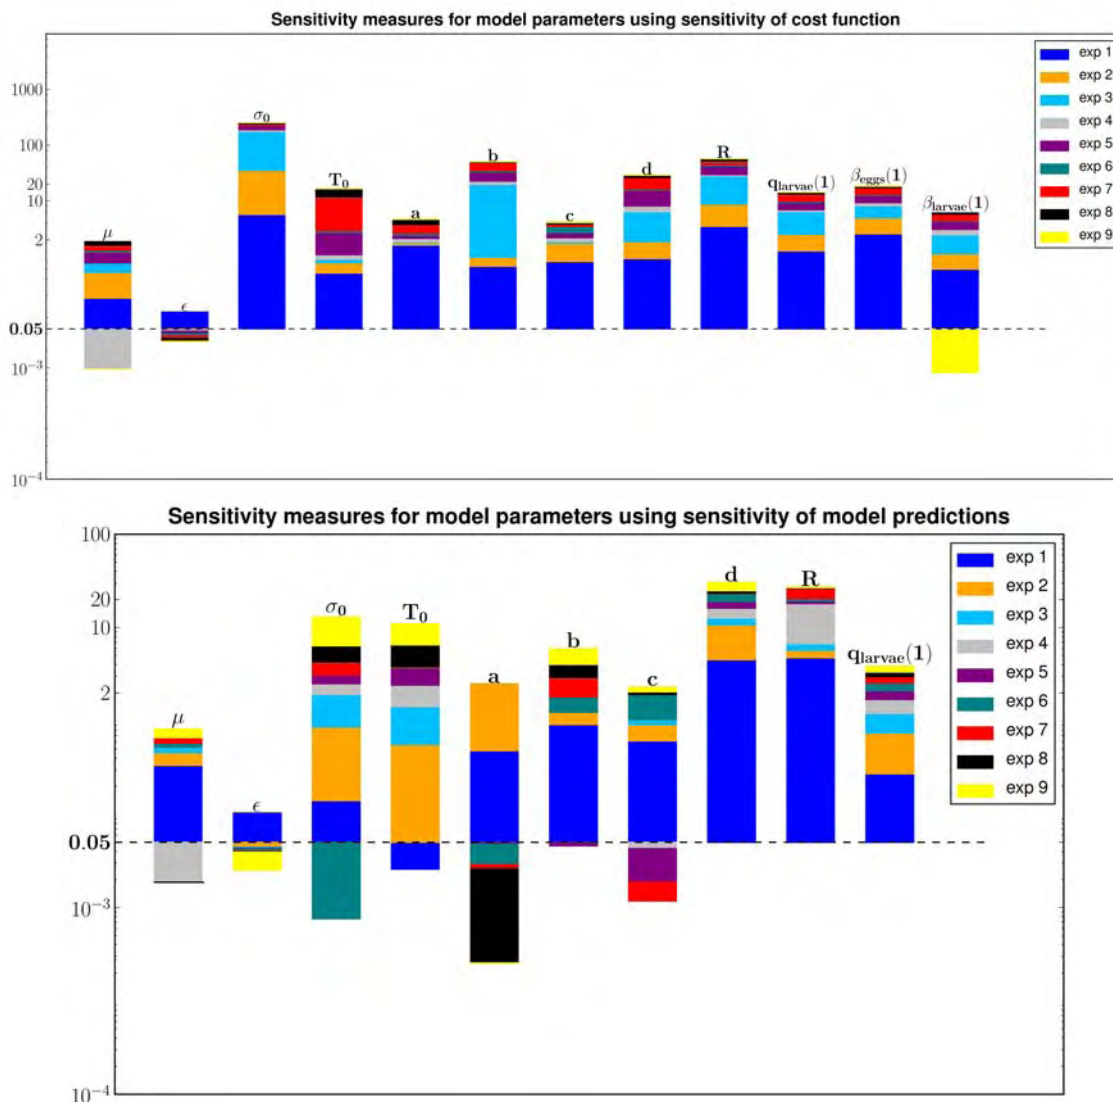 Sensitivity measures for model parameters using sensitivity of cost function
1000
100
20
10
2
0.05
10⁻³
10⁻⁴
μ
ϵ
σ₀
T₀
a
b
c
d
R
q_larvae(1)
β_eggs(1)
β_larvae(1)
exp 1
exp 2
exp 3
exp 4
exp 5
exp 6
exp 7
exp 8
exp 9
Sensitivity measures for model parameters using sensitivity of model predictions
100
20
10
2
0.05
10⁻³
10⁻⁴
μ
ϵ
σ₀
T₀
a
b
c
d
R
q_larvae(1)
exp 1
exp 2
exp 3
exp 4
exp 5
exp 6
exp 7
exp 8
exp 9